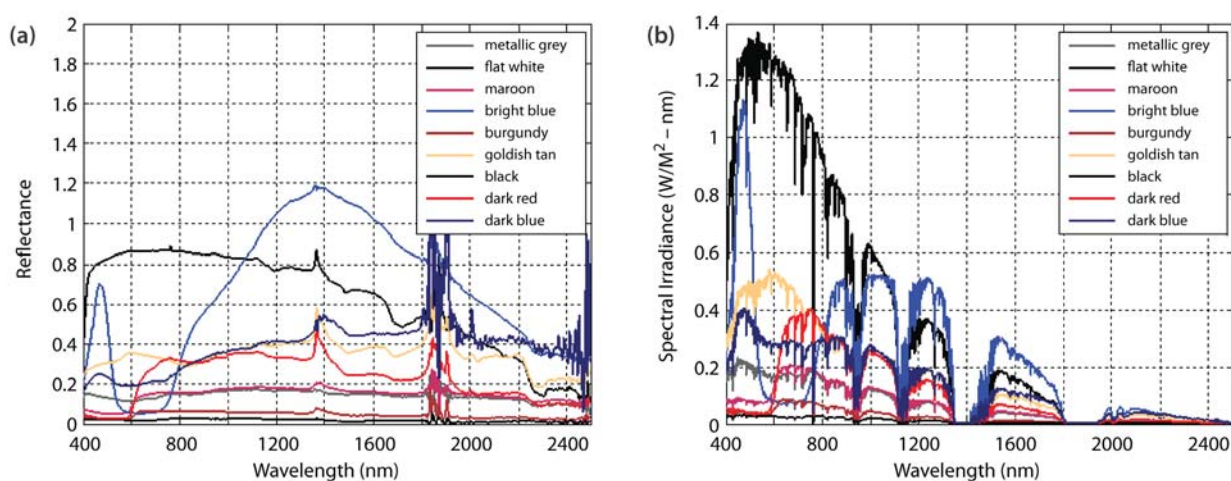 (a)
2
1.8
1.6
1.4
1.2
1
0.8
0.6
0.4
0.2
0
Reflectance
400 800 1200 1600 2000 2400
Wavelength (nm)
metallic grey
flat white
maroon
bright blue
burgundy
goldish tan
black
dark red
dark blue
(b)
1.4
1.2
1
0.8
0.6
0.4
0.2
0
Spectral Irradiance (W/M² – nm)
400 800 1200 1600 2000 2400
Wavelength (nm)
metallic grey
flat white
maroon
bright blue
burgundy
goldish tan
black
dark red
dark blue